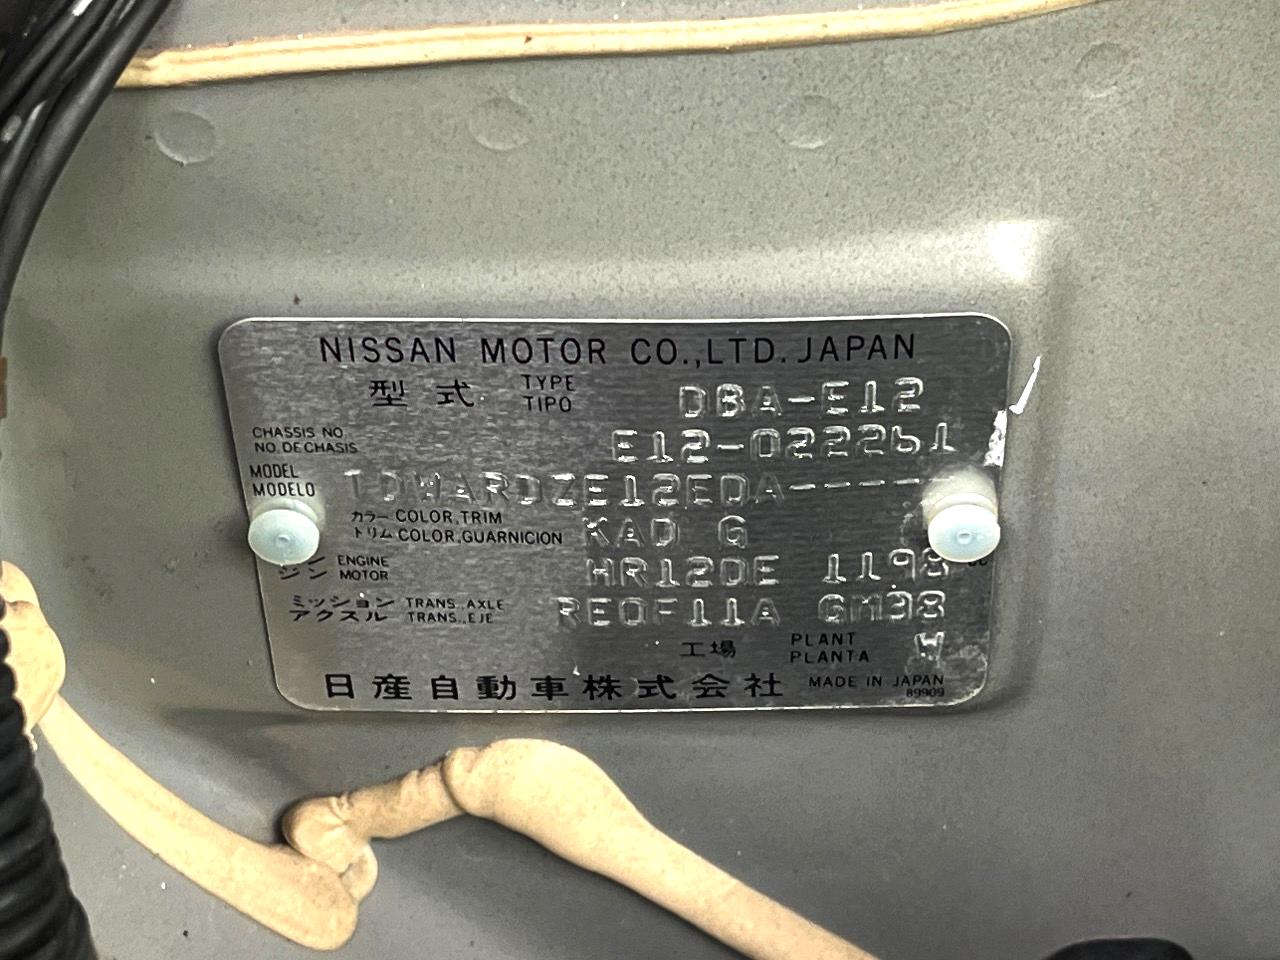 NISSAN MOTOR CO.,LTD. JAPAN
型式 TYPE TIPO DBA-E12
CHASSIS NO. NO. DE CHASIS E12-022261
MODEL MODELO TDWARDZE12EDA-----
カラー COLOR,TRIM
トリム COLOR,GUARNICION KAD G
ENGINE
ジン MOTOR HR12DE 1198
ミッション TRANS.,AXLE
アクスル TRANS.,EJE RE0F11A GM38
工場 PLANT PLANTA W
日産自動車株式会社 MADE IN JAPAN
89909